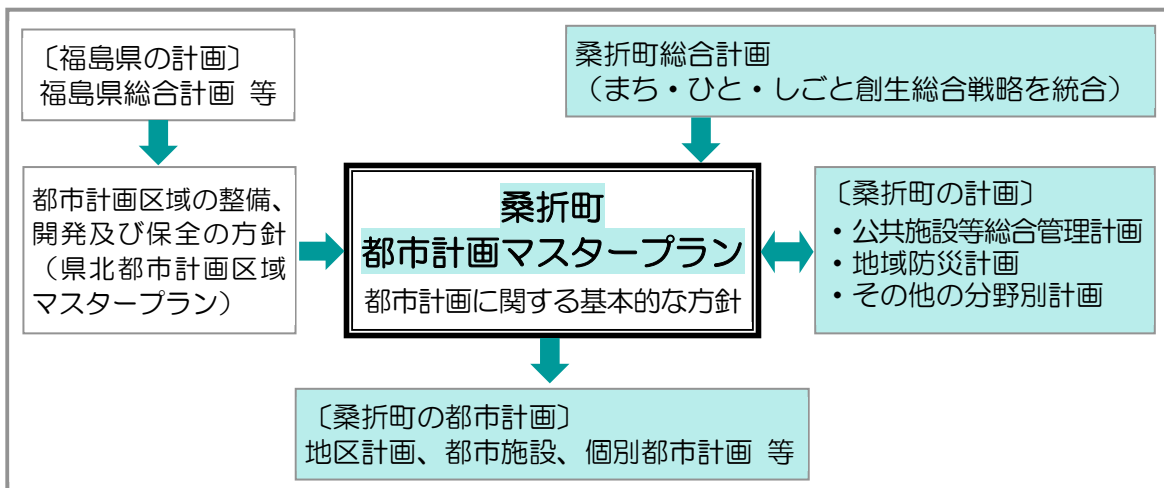 〔福島県の計画〕
福島県総合計画 等
桑折町総合計画
（まち・ひと・しごと創生総合戦略を統合）
都市計画区域の整備、
開発及び保全の方針
（県北都市計画区域
マスタープラン）
桑折町
都市計画マスタープラン
都市計画に関する基本的な方針
〔桑折町の計画〕
・公共施設等総合管理計画
・地域防災計画
・その他の分野別計画
〔桑折町の都市計画〕
地区計画、都市施設、個別都市計画 等